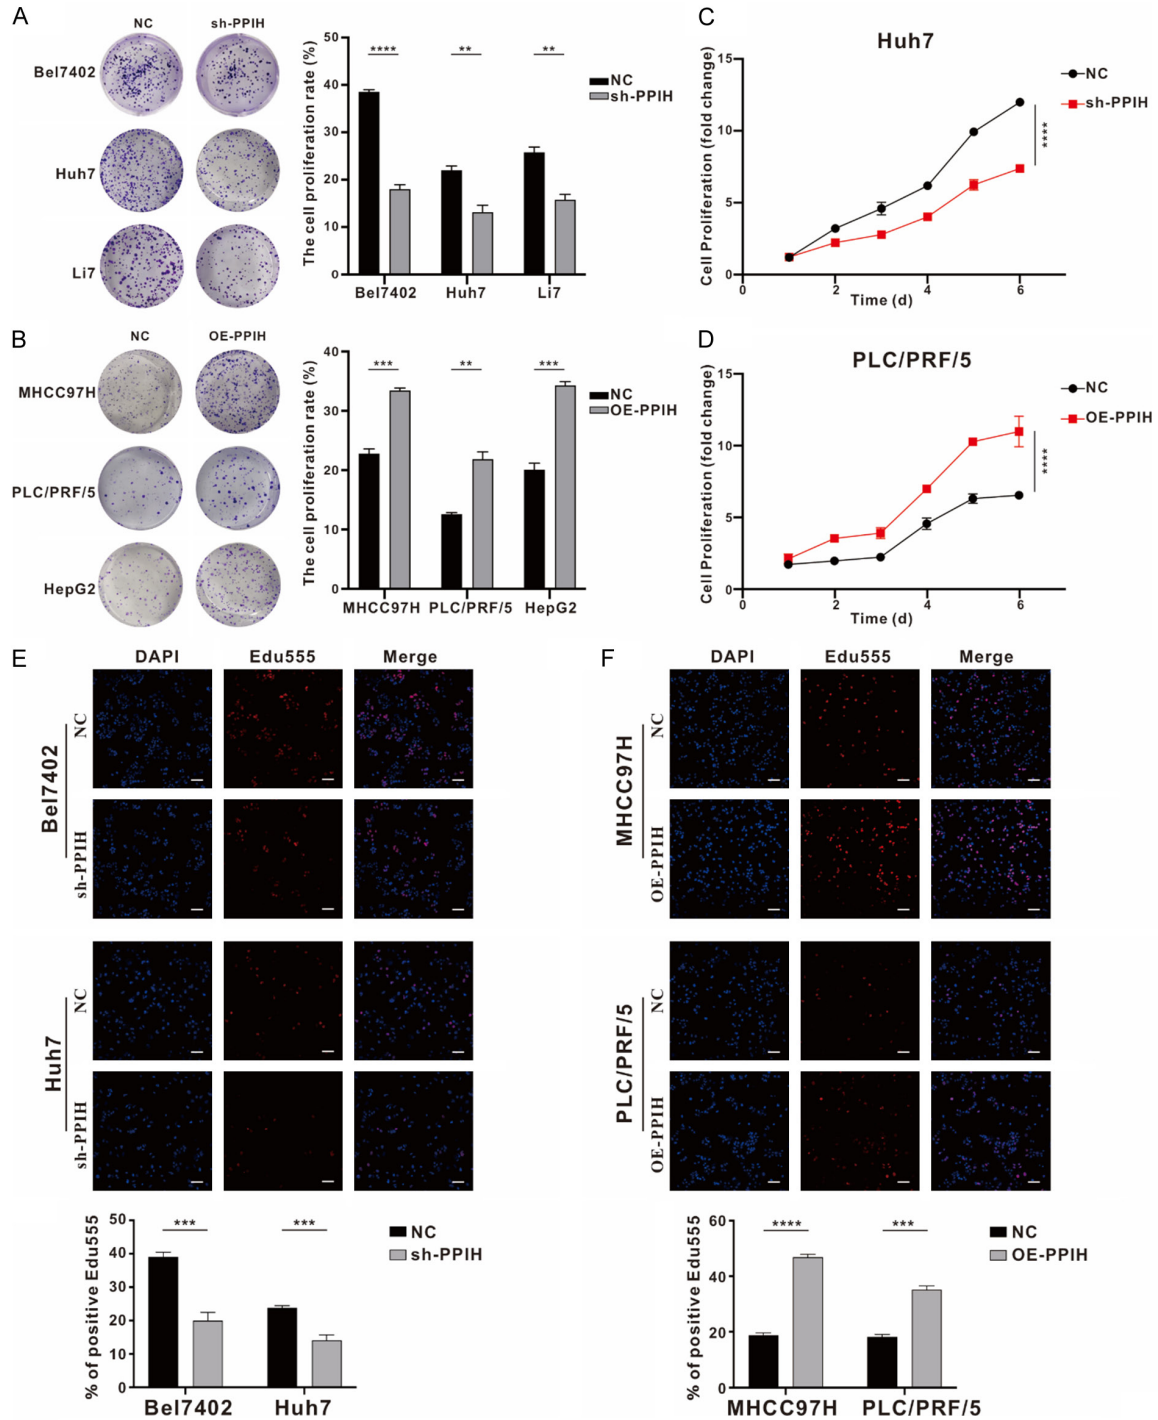 A
NC sh-PPIH
Bel7402
Huh7
Li7
The cell proliferation rate (%)
50
40
30
20
10
0
**** ** **
Bel7402 Huh7 Li7
NC
sh-PPIH
C
Huh7
Cell Proliferation (fold change)
15
10
5
0
0 2 4 6
Time (d)
****
NC
sh-PPIH
B
NC OE-PPIH
MHCC97H
PLC/PRF/5
HepG2
The cell proliferation rate (%)
40
30
20
10
0
*** ** ***
MHCC97H PLC/PRF/5 HepG2
NC
OE-PPIH
D
PLC/PRF/5
Cell Proliferation (fold change)
15
10
5
0
0 2 4 6
Time (d)
****
NC
OE-PPIH
E
DAPI Edu555 Merge
Bel7402
NC
sh-PPIH
Huh7
NC
sh-PPIH
% of positive Edu555
50
40
30
20
10
0
*** ***
Bel7402 Huh7
NC
sh-PPIH
F
DAPI Edu555 Merge
MHCC97H
NC
OE-PPIH
PLC/PRF/5
NC
OE-PPIH
% of positive Edu555
60
40
20
0
**** ***
MHCC97H PLC/PRF/5
NC
OE-PPIH